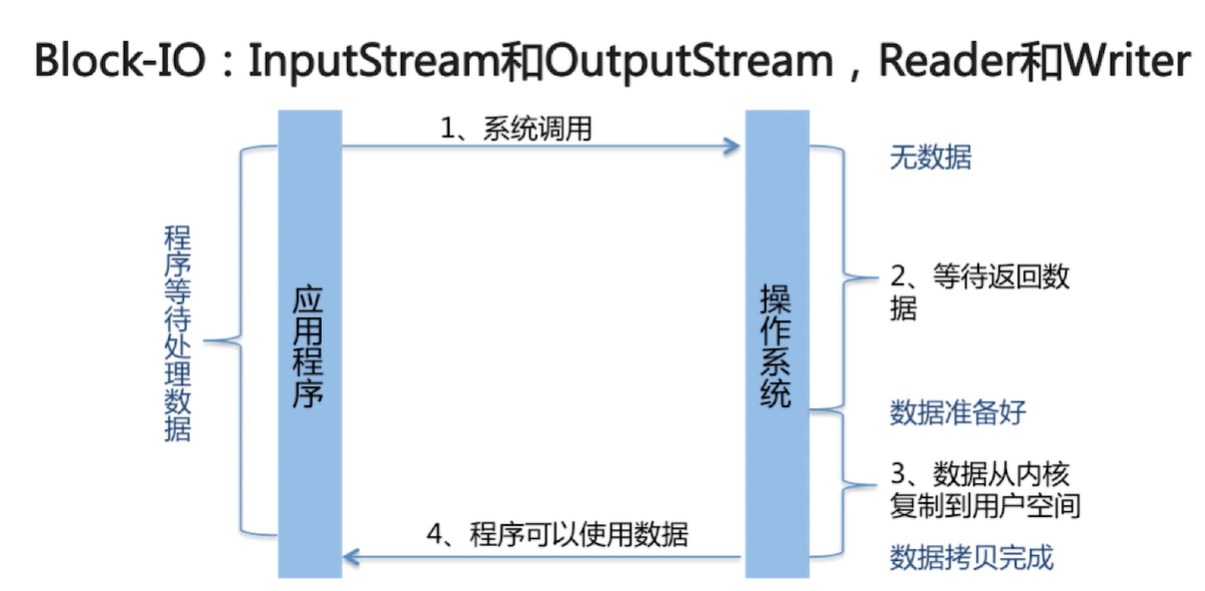 Block-IO：InputStream和OutputStream，Reader和Writer
1、系统调用
无数据
程序等待处理数据
应用程序
操作系统
2、等待返回数
据
数据准备好
3、数据从内核
复制到用户空间
4、程序可以使用数据
数据拷贝完成